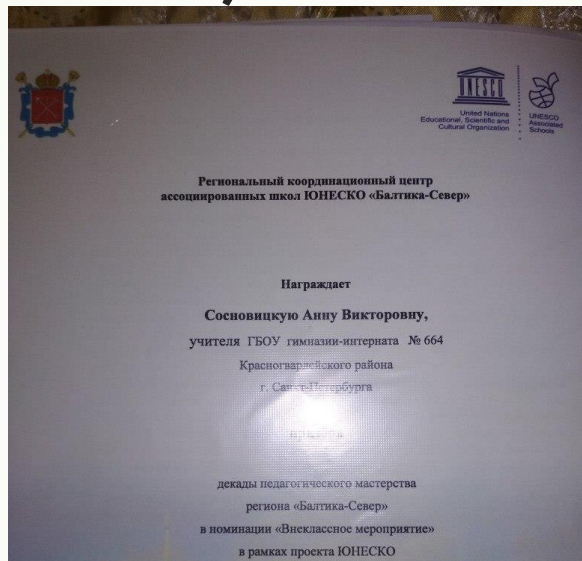 UNESCO
United Nations
Educational, Scientific and
Cultural Organization
UNESCO
Associated
Schools
Региональный координационный центр
ассоциированных школ ЮНЕСКО «Балтика-Север»
Награждает
Сосновицкую Анну Викторовну,
учителя ГБОУ гимназии-интерната № 664
Красногвардейского района
г. Санкт-Петербурга
декады педагогического мастерства
региона «Балтика-Север»
в номинации «Внеклассное мероприятие»
в рамках проекта ЮНЕСКО